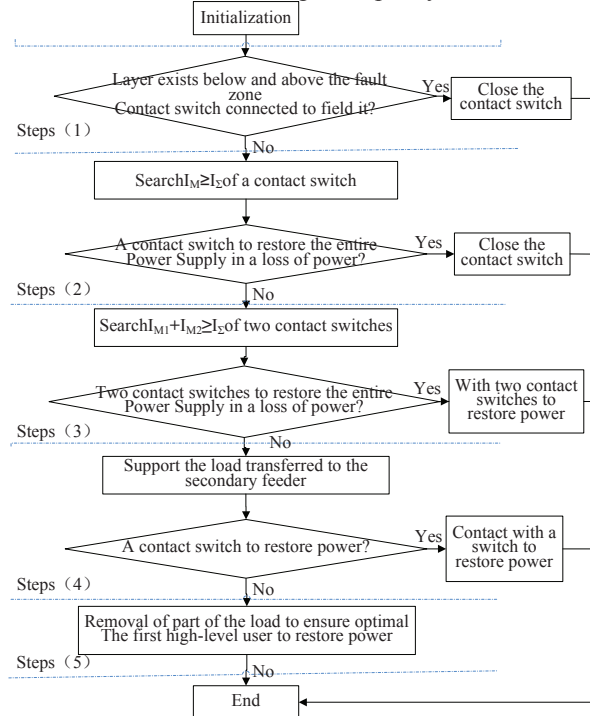 Initialization
Layer exists below and above the fault
zone
Contact switch connected to field it?
Yes
Close the
contact switch
Steps（1）
No
SearchI_M≥I_Σof a contact switch
A contact switch to restore the entire
Power Supply in a loss of power?
Yes
Close the
contact switch
Steps（2）
No
SearchI_M1+I_M2≥I_Σof two contact switches
Two contact switches to restore the entire
Power Supply in a loss of power?
Yes
With two contact
switches to
restore power
Steps（3）
No
Support the load transferred to the
secondary feeder
A contact switch to restore power?
Yes
Contact with a
switch to
restore power
Steps（4）
No
Removal of part of the load to ensure optimal
The first high-level user to restore power
Steps（5）
No
End